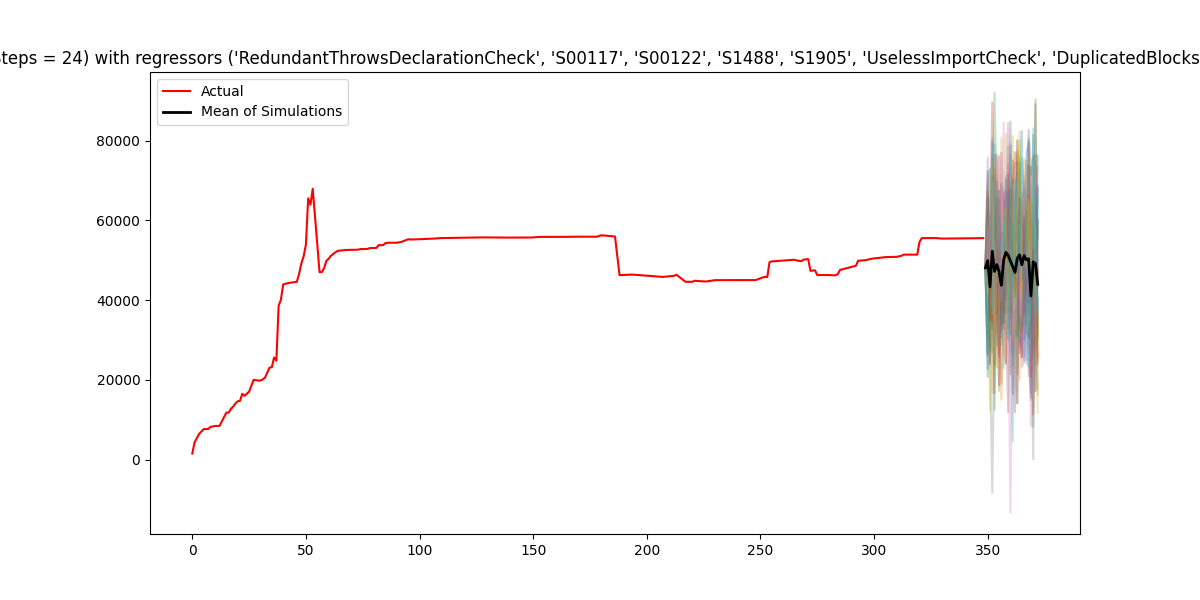 teps = 24) with regressors ('RedundantThrowsDeclarationCheck', 'S00117', 'S00122', 'S1488', 'S1905', 'UselessImportCheck', 'DuplicatedBlocks
Actual
Mean of Simulations
80000
60000
40000
20000
0
0 50 100 150 200 250 300 350